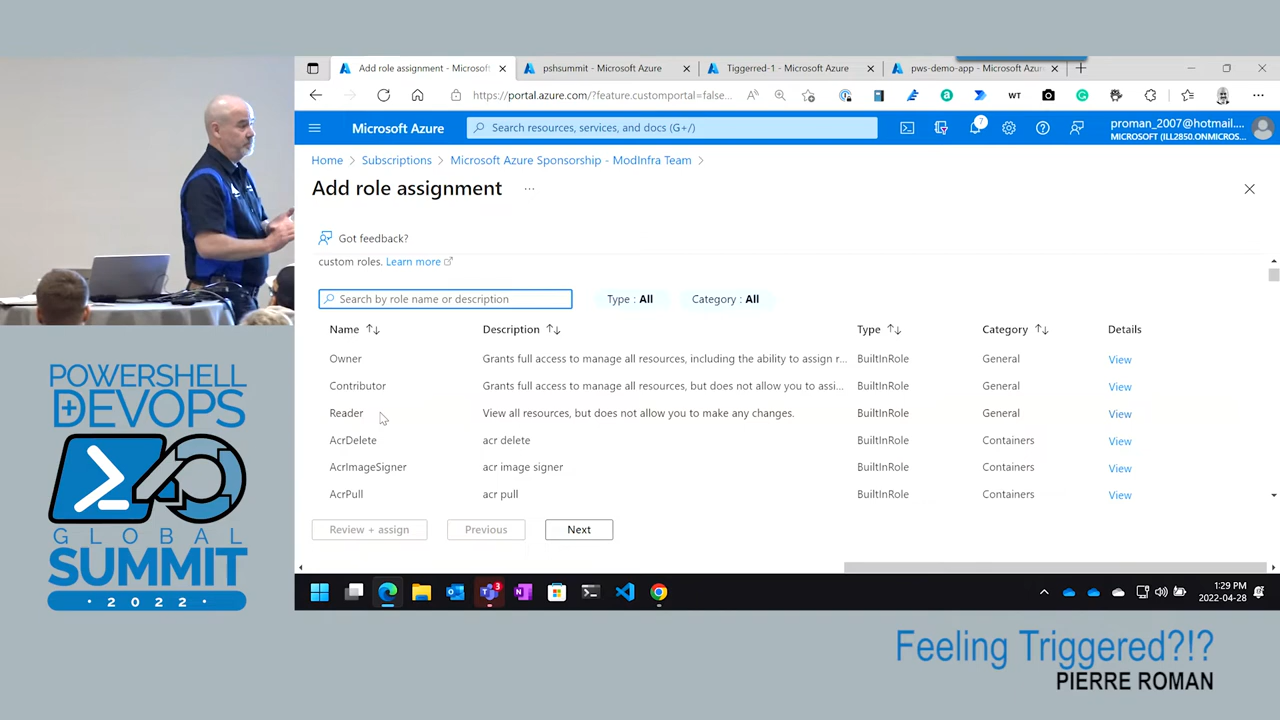 Add role assignment - Microsoft
pshsummit - Microsoft Azure
Tiggerred-1 - Microsoft Azure
pws-demo-app - Microsoft Azure
https://portal.azure.com/?feature.customportal=false...
WT
Microsoft Azure
Search resources, services, and docs (G+/)
7
proman_2007@hotmail....
MICROSOFT (ILL2850.ONMICROS...
Home > Subscriptions > Microsoft Azure Sponsorship - ModInfra Team >
Add role assignment ...
Got feedback?
custom roles. Learn more
Search by role name or description
Type : All
Category : All
Name Description Type Category Details
Owner Grants full access to manage all resources, including the ability to assign r... BuiltInRole General View
Contributor Grants full access to manage all resources, but does not allow you to assi... BuiltInRole General View
Reader View all resources, but does not allow you to make any changes. BuiltInRole General View
AcrDelete acr delete BuiltInRole Containers View
AcrImageSigner acr image signer BuiltInRole Containers View
AcrPull acr pull BuiltInRole Containers View
Review + assign Previous Next
3
1:29 PM
2022-04-28
POWERSHELL
DEVOPS
GLOBAL
SUMMIT
· 2022 ·
Feeling Triggered?!?
PIERRE ROMAN